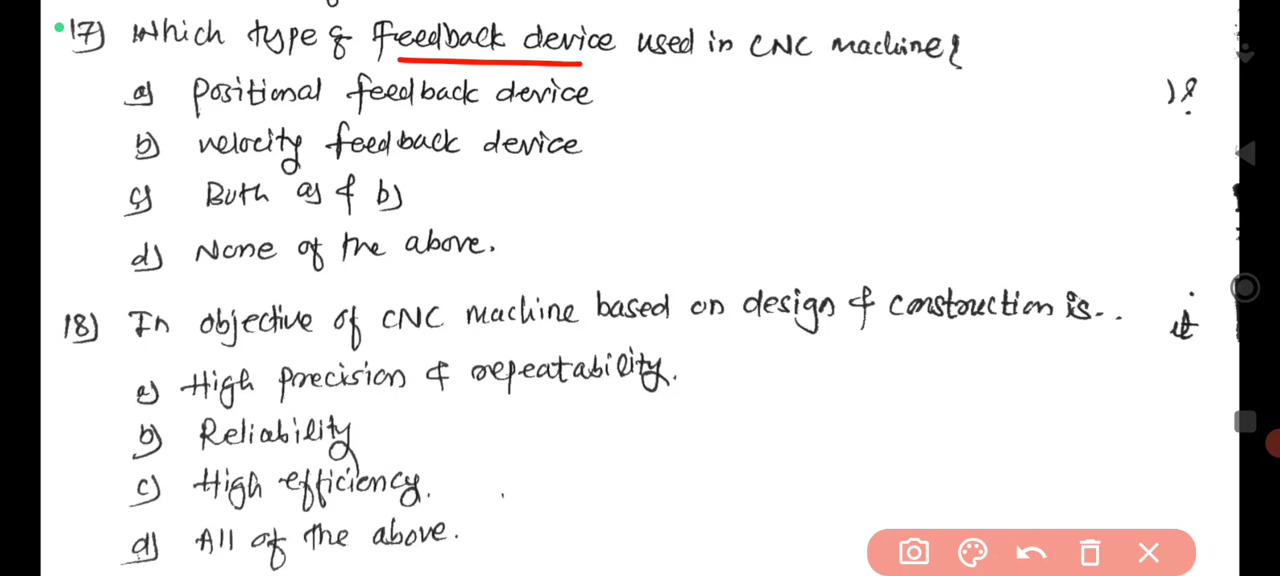 17) Which type of feedback device used in CNC machine?
a) Positional feedback device
b) velocity feedback device
c) Both a) & b)
d) None of the above.
18) In objective of CNC machine based on design & construction is..
a) High precision & repeatability.
b) Reliability
c) High efficiency.
d) All of the above.